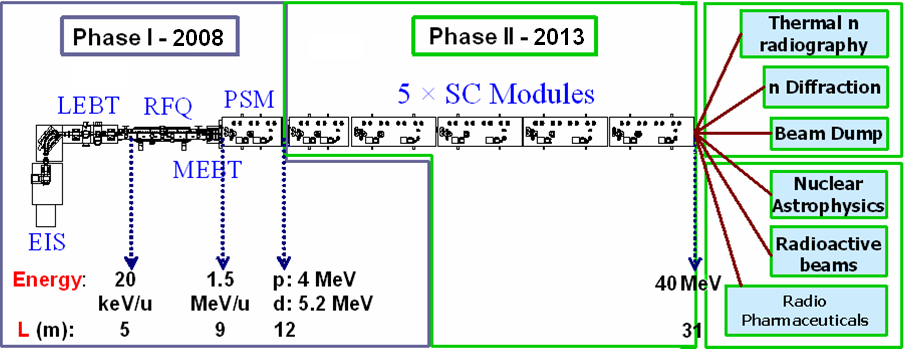 Phase I - 2008
Phase II - 2013
LEBT
RFQ
PSM
MEBT
EIS
5 × SC Modules
Thermal n
radiography
n Diffraction
Beam Dump
Nuclear
Astrophysics
Radioactive
beams
Radio
Pharmaceuticals
Energy: 20 1.5 p: 4 MeV 40 MeV
keV/u MeV/u d: 5.2 MeV
L (m): 5 9 12 31